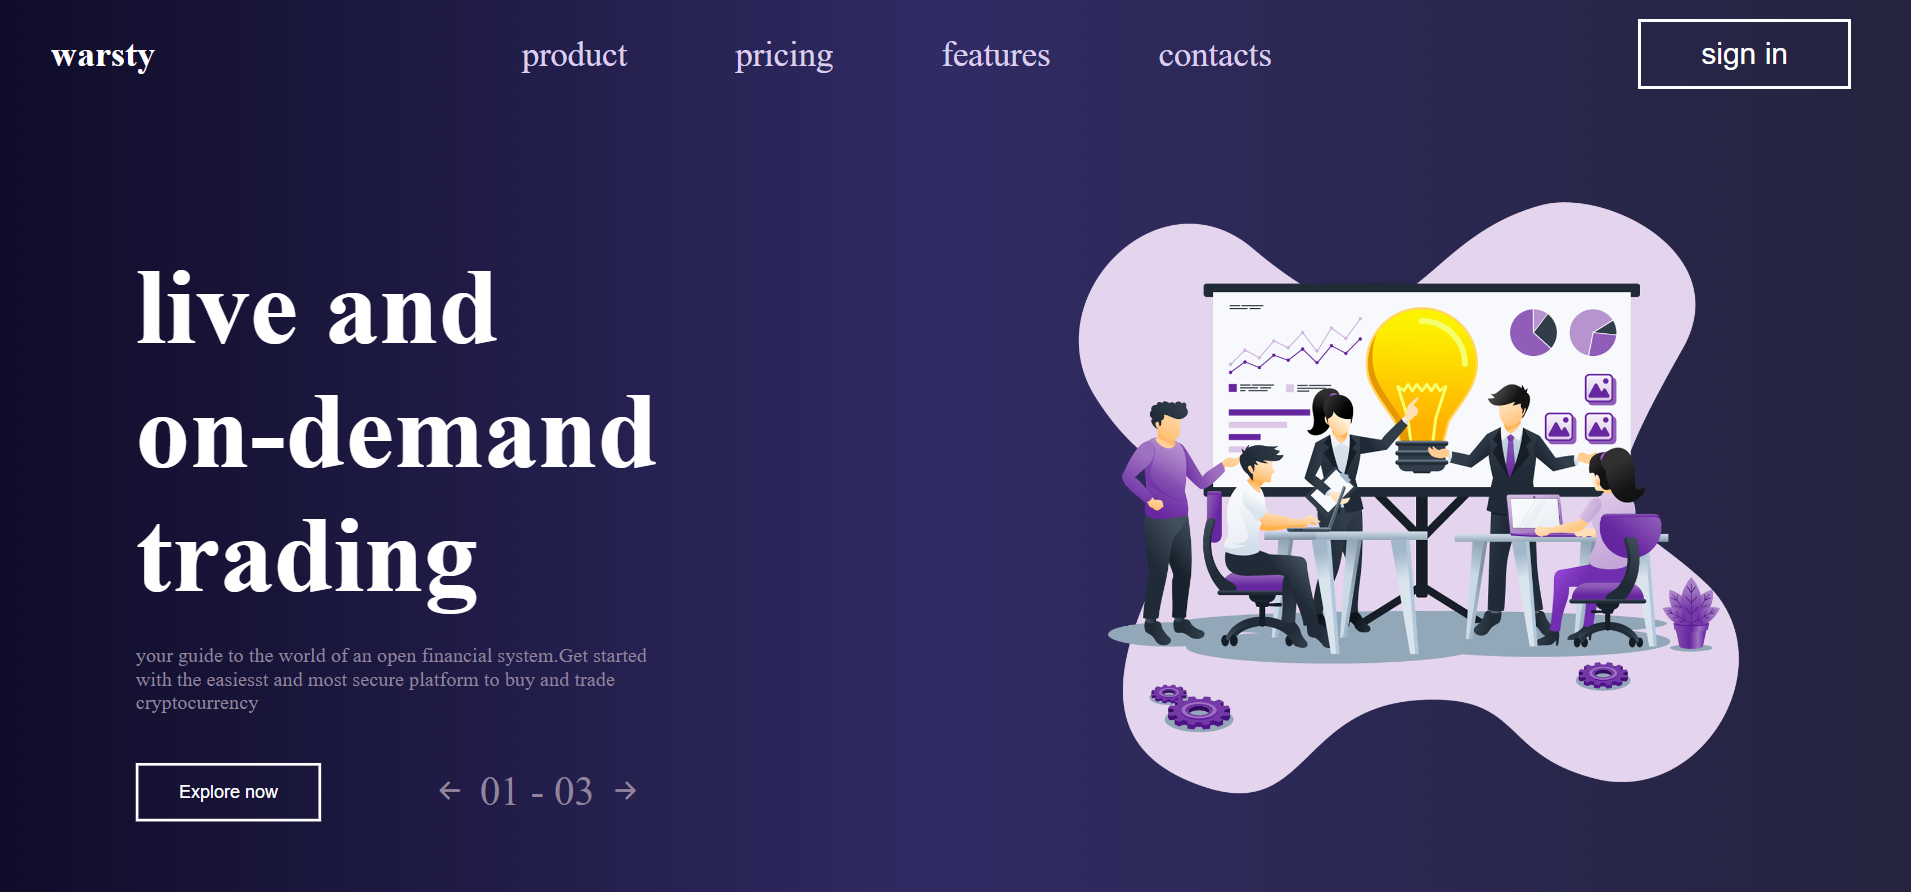 warsty
product pricing features contacts
sign in
live and
on-demand
trading
your guide to the world of an open financial system.Get started
with the easiesst and most secure platform to buy and trade
cryptocurrency
Explore now
← 01 - 03 →